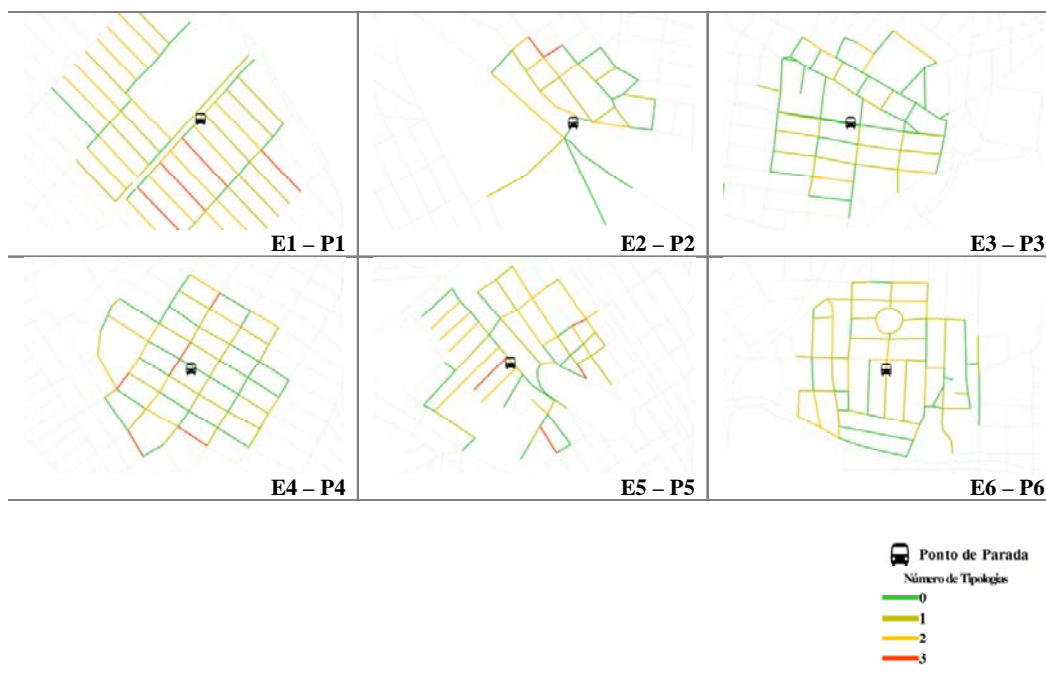 E1 – P1
E2 – P2
E3 – P3
E4 – P4
E5 – P5
E6 – P6
Ponto de Parada
Número de Tipologias
0
1
2
3